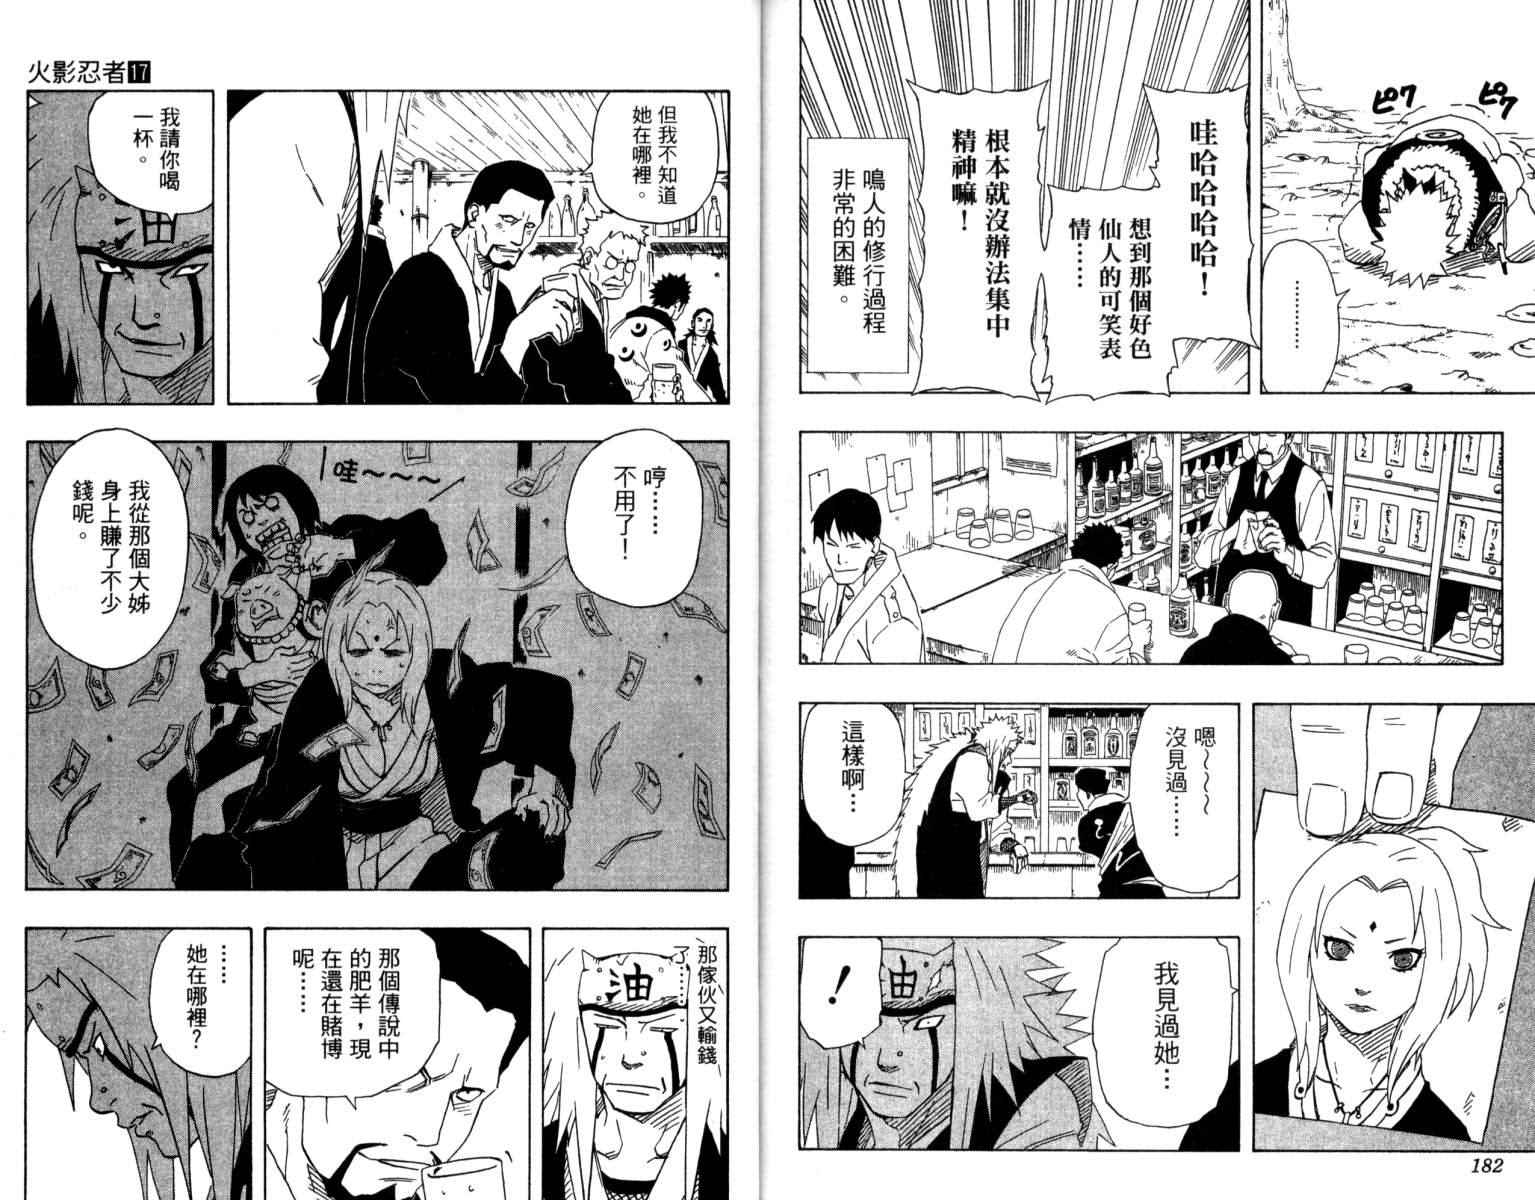 ピク
ピク
…………
哇哈哈哈哈！
想到那個好色
仙人的可笑表
情……
根本就沒辦法集中
精神嘛！
鳴人的修行過程
非常的困難。
嗯～～～～
沒見過……
這樣啊…
我見過她…
！
油
182
火影忍者17
但我不知道
她在哪裡。
我請你喝
一杯。
油
哼……
不用了！
哇～～～
我從那個大姊
身上賺了不少
錢呢。
那傢伙又輸錢
了……
油
那個傳說中
的肥羊，現
在還在賭博
呢……
……
她在哪裡？